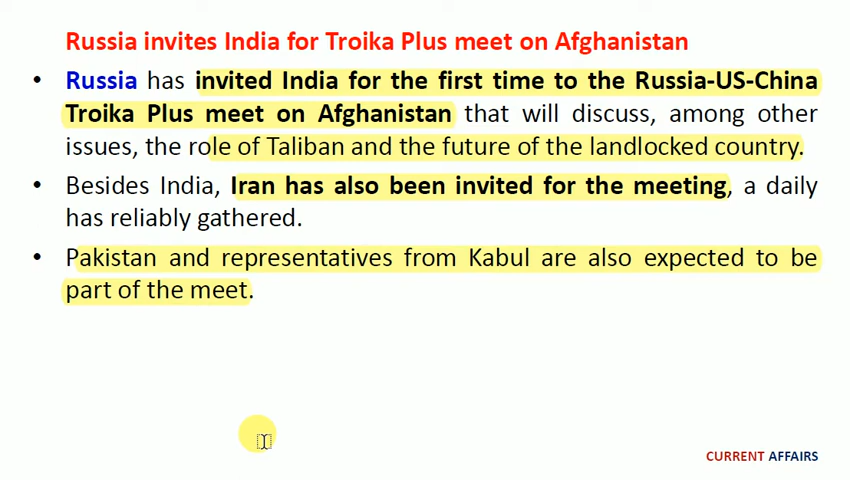 Russia invites India for Troika Plus meet on Afghanistan
• Russia has invited India for the first time to the Russia-US-China
Troika Plus meet on Afghanistan that will discuss, among other
issues, the role of Taliban and the future of the landlocked country.
• Besides India, Iran has also been invited for the meeting, a daily
has reliably gathered.
• Pakistan and representatives from Kabul are also expected to be
part of the meet.
CURRENT AFFAIRS